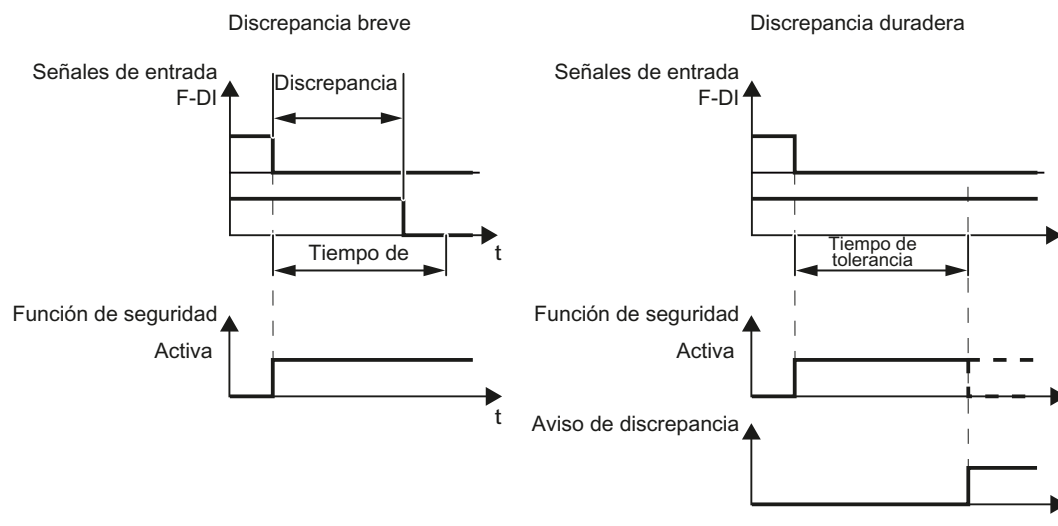 Discrepancia breve
Señales de entrada
F-DI
Discrepancia
Tiempo de
t
Función de seguridad
Activa
t
Discrepancia duradera
Señales de entrada
F-DI
Tiempo de
tolerancia
Función de seguridad
Activa
Aviso de discrepancia